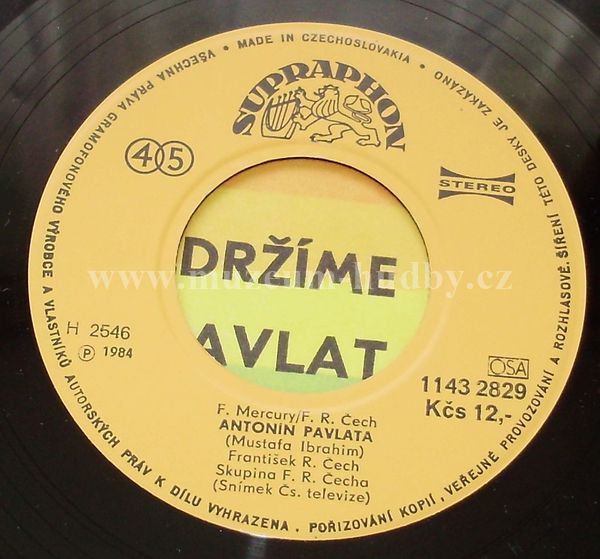 VŠECHNA PRÁVA GRAMOFONOVÉHO VÝROBCE A VLASTNÍKŮ AUTORSKÝCH PRÁV K DÍLU VYHRAZENA. POŘIZOVÁNÍ KOPIÍ, VEŘEJNÉ PROVOZOVÁNÍ A ROZHLASOVÉ ŠÍŘENÍ TÉTO DESKY JE ZAKÁZÁNO • MADE IN CZECHOSLOVAKIA •
SUPRAPHON
45
STEREO
DRŽÍME
www.muzeum-hudby.cz
AVLAT
H 2546
Ⓟ 1984
OSA
1143 2829
Kčs 12,-
F. Mercury/F. R. Čech
ANTONÍN PAVLATA
(Mustafa Ibrahim)
František R. Čech
Skupina F. R. Čecha
(Snímek Čs. televize)